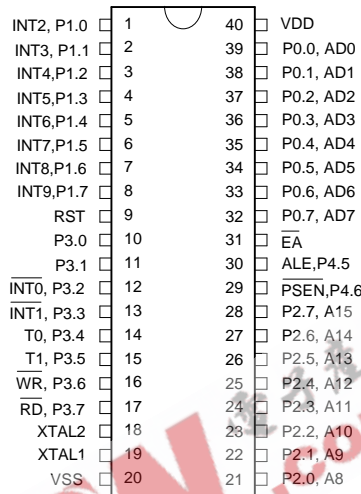 INT2, P1.0 1 40 VDD
INT3, P1.1 2 39 P0.0, AD0
INT4,P1.2 3 38 P0.1, AD1
INT5,P1.3 4 37 P0.2, AD2
INT6,P1.4 5 36 P0.3, AD3
INT7,P1.5 6 35 P0.4, AD4
INT8,P1.6 7 34 P0.5, AD5
INT9,P1.7 8 33 P0.6, AD6
RST 9 32 P0.7, AD7
P3.0 10 31 EA
P3.1 11 30 ALE,P4.5
INT0, P3.2 12 29 PSEN,P4.6
INT1, P3.3 13 28 P2.7, A15
T0, P3.4 14 27 P2.6, A14
T1, P3.5 15 26 P2.5, A13
WR, P3.6 16 25 P2.4, A12
RD, P3.7 17 24 P2.3, A11
XTAL2 18 23 P2.2, A10
XTAL1 19 22 P2.1, A9
VSS 20 21 P2.0, A8